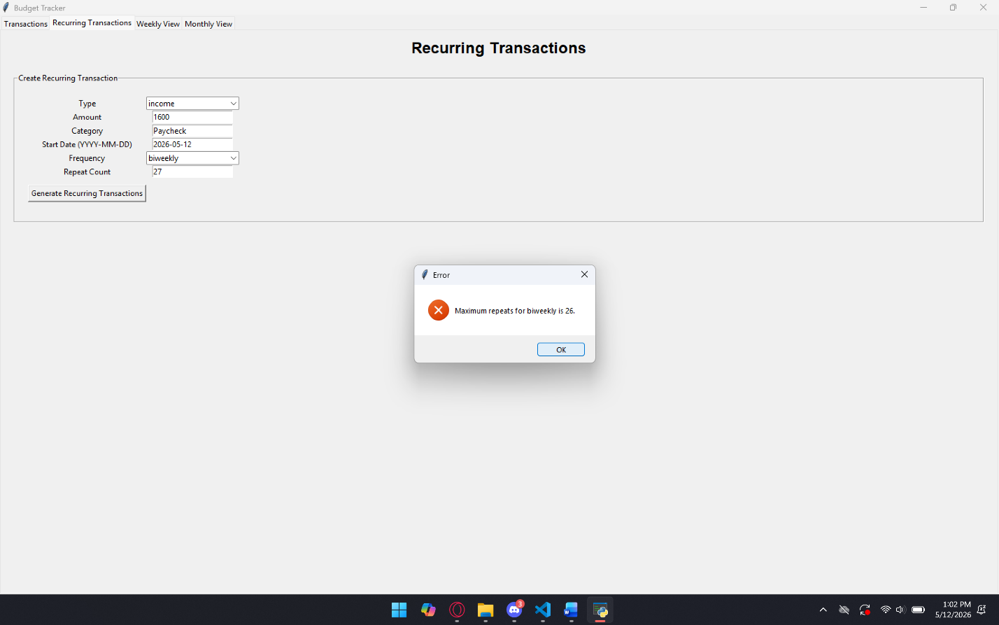 Budget Tracker
Transactions Recurring Transactions Weekly View Monthly View
Recurring Transactions
Create Recurring Transaction
Type income
Amount 1600
Category Paycheck
Start Date (YYYY-MM-DD) 2026-05-12
Frequency biweekly
Repeat Count 27
Generate Recurring Transactions
Error
Maximum repeats for biweekly is 26.
OK
3
1:02 PM
5/12/2026